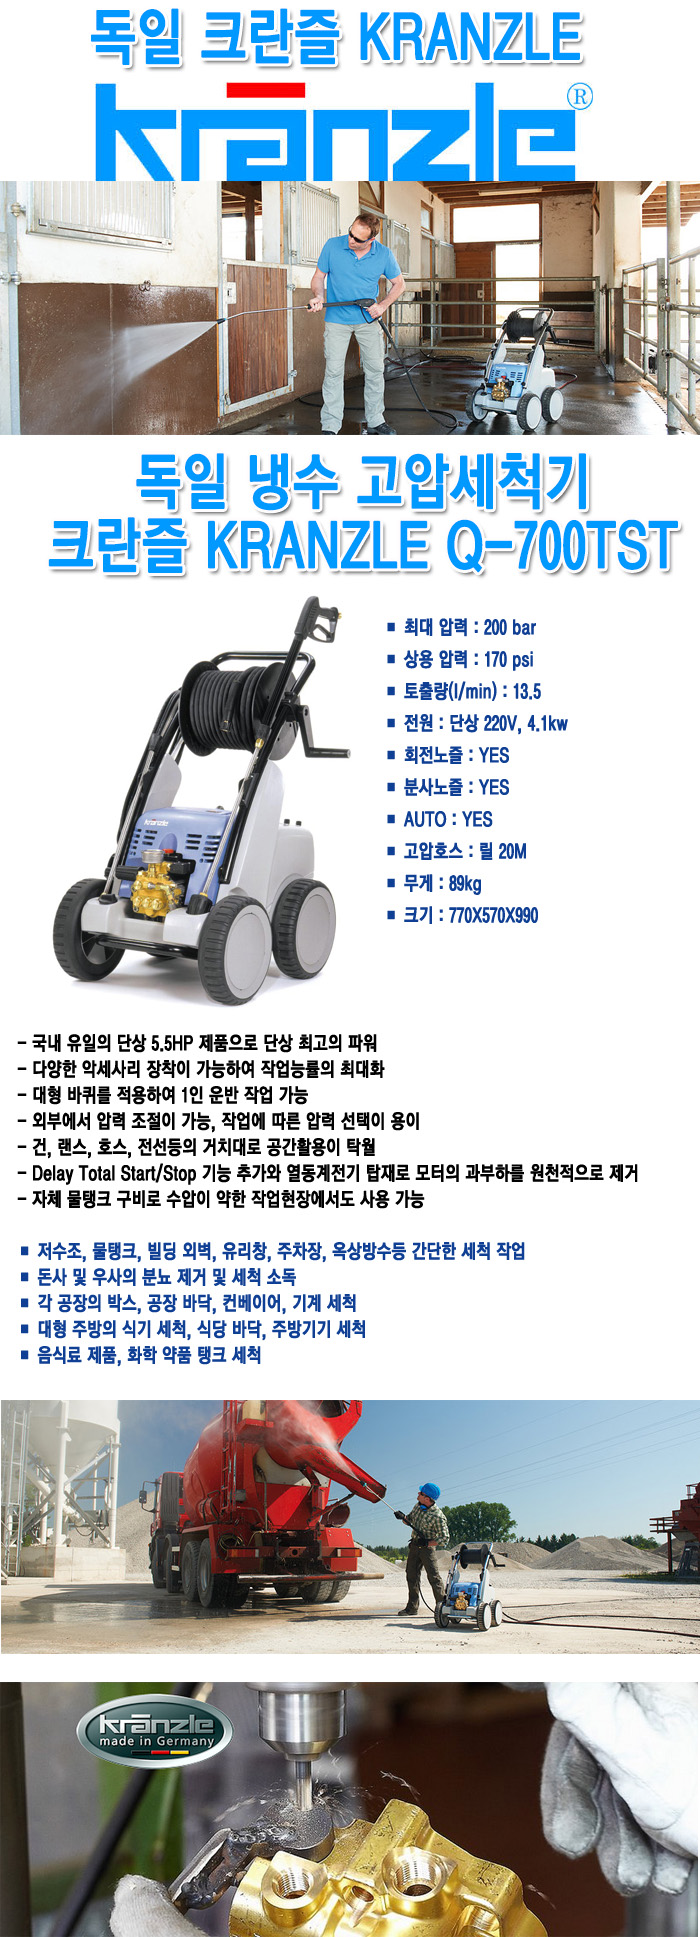 독일 크란즐 KRANZLE
kränzle®
독일 냉수 고압세척기
크란즐 KRANZLE Q-700TST
■ 최대 압력 : 200 bar
■ 상용 압력 : 170 psi
■ 토출량(l/min) : 13.5
■ 전원 : 단상 220V, 4.1kw
■ 회전노즐 : YES
■ 분사노즐 : YES
■ AUTO : YES
■ 고압호스 : 릴 20M
■ 무게 : 89kg
■ 크기 : 770X570X990
kränzle
- 국내 유일의 단상 5.5HP 제품으로 단상 최고의 파워
- 다양한 악세사리 장착이 가능하여 작업능률의 최대화
- 대형 바퀴를 적용하여 1인 운반 작업 가능
- 외부에서 압력 조절이 가능, 작업에 따른 압력 선택이 용이
- 건, 랜스, 호스, 전선등의 거치대로 공간활용이 탁월
- Delay Total Start/Stop 기능 추가와 열동계전기 탑재로 모터의 과부하를 원천적으로 제거
- 자체 물탱크 구비로 수압이 약한 작업현장에서도 사용 가능
■ 저수조, 물탱크, 빌딩 외벽, 유리창, 주차장, 옥상방수등 간단한 세척 작업
■ 돈사 및 우사의 분뇨 제거 및 세척 소독
■ 각 공장의 박스, 공장 바닥, 컨베이어, 기계 세척
■ 대형 주방의 식기 세척, 식당 바닥, 주방기기 세척
■ 음식료 제품, 화학 약품 탱크 세척
kränzle
made in Germany